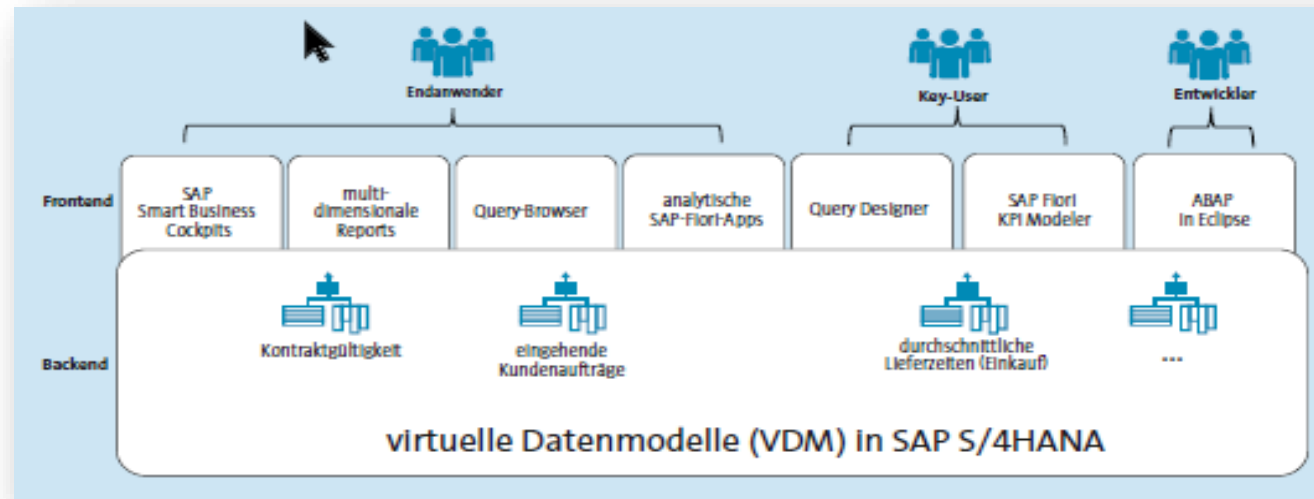 Endanwender
Key-User
Entwickler
Frontend
SAP
Smart Business
Cockpits
multi-
dimensionale
Reports
Query-Browser
analytische
SAP-Fiori-Apps
Query Designer
SAP Fiori
KPI Modeler
ABAP
in Eclipse
Backend
Kontraktgültigkeit
eingehende
Kundenaufträge
durchschnittliche
Lieferzeiten (Einkauf)
...
virtuelle Datenmodelle (VDM) in SAP S/4HANA